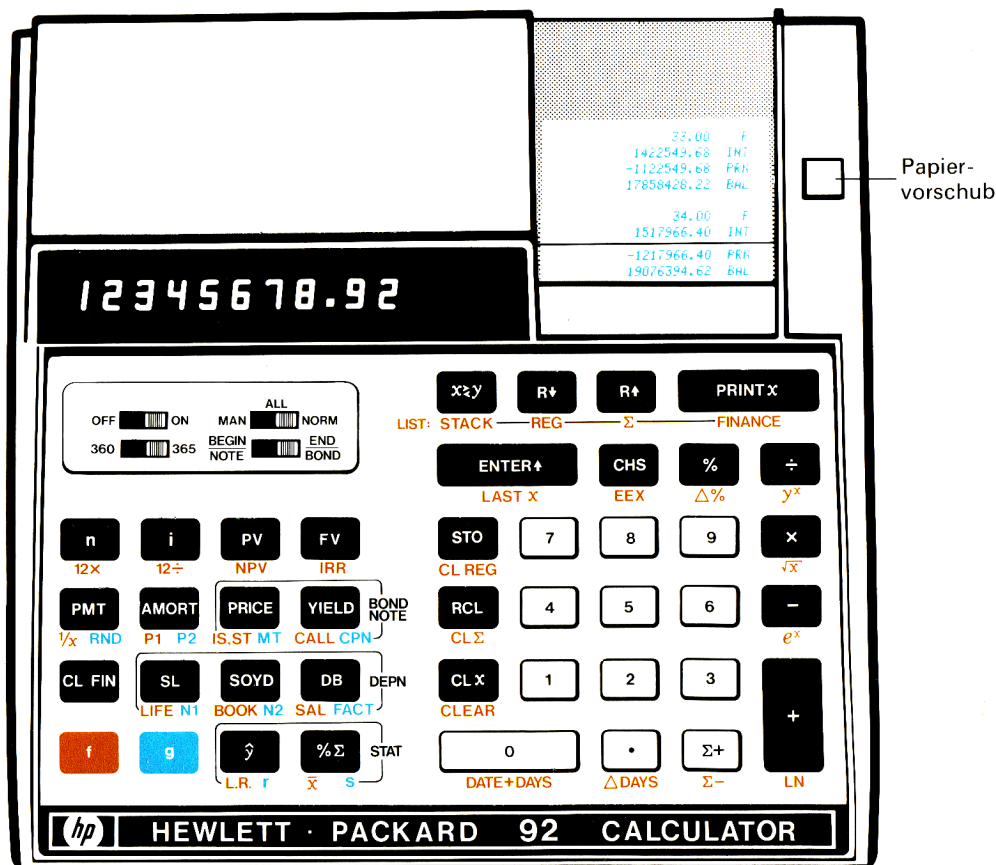 33.00 P
1422549.68 INT
-1122549.68 PRN
17858428.22 BAL
34.00 P
1517966.40 INT
-1217966.40 PRN
19076394.62 BAL
Papier-
vorschub
12345678.92
OFF ON MAN ALL NORM
360 365 BEGIN NOTE END BOND
x≷y R↓ R↑ PRINT x
LIST: STACK REG Σ FINANCE
ENTER↑ CHS % ÷
LAST x EEX △% yˣ
n i PV FV STO 7 8 9 ×
12× 12÷ NPV IRR CL REG √x
PMT AMORT PRICE YIELD BOND NOTE RCL 4 5 6 −
1/x RND P1 P2 IS,ST MT CALL CPN CL Σ eˣ
CL FIN SL SOYD DB DEPN CL x 1 2 3 +
LIFE N1 BOOK N2 SAL FACT CLEAR
f g ŷ %Σ STAT 0 • Σ+
L.R. r x̄ s DATE+DAYS △DAYS Σ− LN
hp HEWLETT · PACKARD 92 CALCULATOR